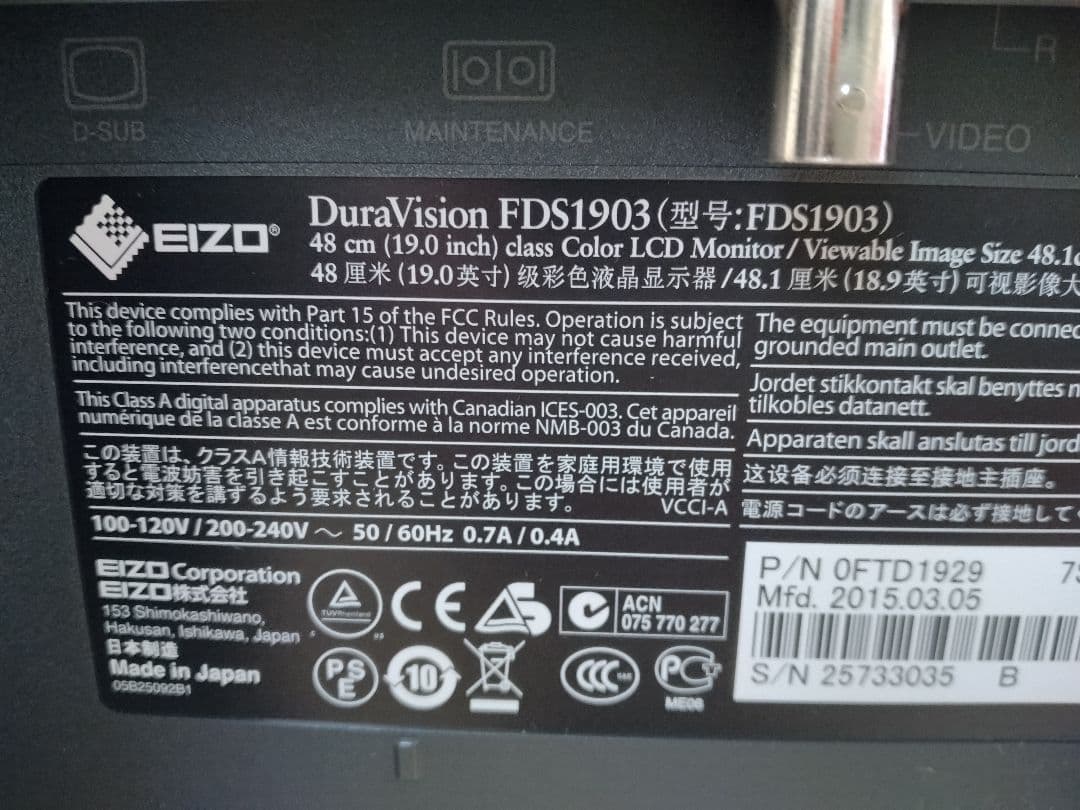 R
D-SUB
MAINTENANCE
VIDEO
EIZO®
DuraVision FDS1903(型号:FDS1903)
48 cm (19.0 inch) class Color LCD Monitor/Viewable Image Size 48.1c
48 厘米 (19.0英寸) 级彩色液晶显示器/48.1 厘米(18.9英寸)可视影像大
This device complies with Part 15 of the FCC Rules. Operation is subject
to the following two conditions:(1) This device may not cause harmful
interference, and (2) this device must accept any interference received,
including interferencethat may cause undesired operation.
This Class A digital apparatus complies with Canadian ICES-003. Cet appareil
numérique de la classe A est conforme à la norme NMB-003 du Canada.
この装置は、クラスA情報技術装置です。この装置を家庭用環境で使用
すると電波妨害を引き起こすことがあります。この場合には使用者が
適切な対策を講ずるよう要求されることがあります。
VCCI-A
100-120V/200-240V ～ 50/60Hz 0.7A/0.4A
The equipment must be connec
grounded main outlet.
Jordet stikkontakt skal benyttes n
tilkobles datanett.
Apparaten skall anslutas till jord
这设备必须连接至接地主插座。
電源コードのアースは必ず接地して
EIZO Corporation
EIZO株式会社
153 Shimokashiwano,
Hakusan, Ishikawa, Japan
日本制造
Made in Japan
05B25092B1
TÜVRheinland
CE
ACN
075 770 277
PS
E
10
CCC
PCT
ME06
P/N 0FTD1929
7S
Mfd. 2015.03.05
S/N 25733035 B